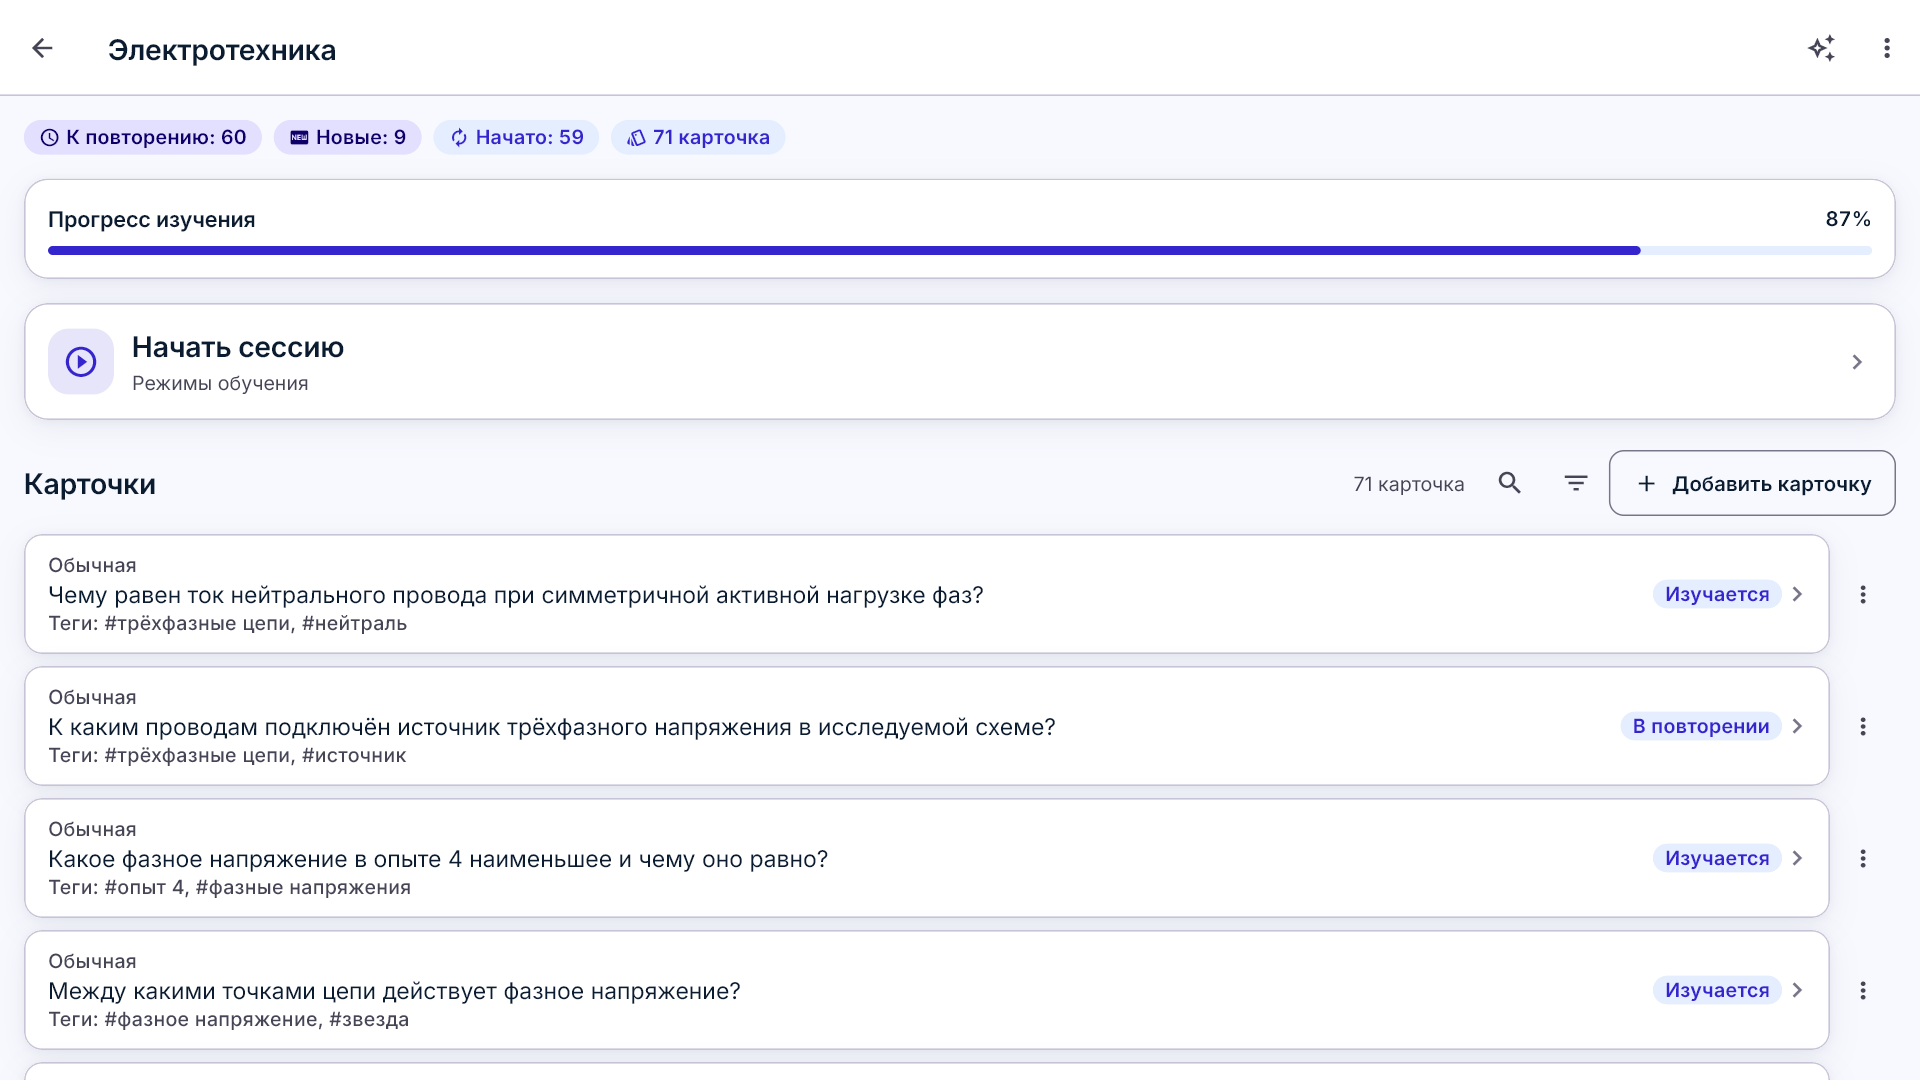 Электротехника
К повторению: 60
NEW Новые: 9
Начато: 59
71 карточка
Прогресс изучения
87%
Начать сессию
Режимы обучения
Карточки
71 карточка
+ Добавить карточку
Обычная
Чему равен ток нейтрального провода при симметричной активной нагрузке фаз?
Теги: #трёхфазные цепи, #нейтраль
Изучается
Обычная
К каким проводам подключён источник трёхфазного напряжения в исследуемой схеме?
Теги: #трёхфазные цепи, #источник
В повторении
Обычная
Какое фазное напряжение в опыте 4 наименьшее и чему оно равно?
Теги: #опыт 4, #фазные напряжения
Изучается
Обычная
Между какими точками цепи действует фазное напряжение?
Теги: #фазное напряжение, #звезда
Изучается